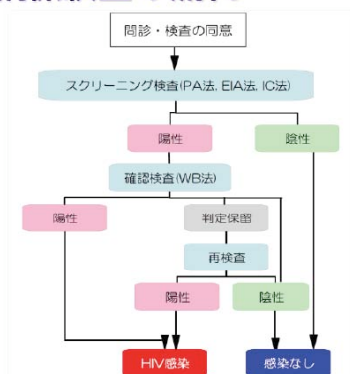 問診・検査の同意
スクリーニング検査(PA法, EIA法, IC法)
陽性
陰性
確認検査(WB法)
陽性
判定保留
再検査
陽性
陰性
HIV感染
感染なし